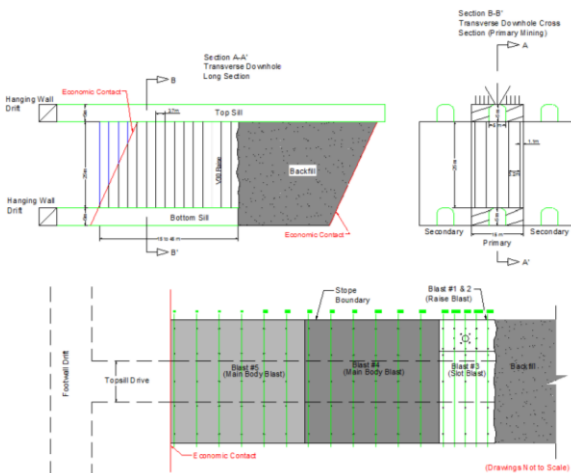 Section A-A'
Transverse Downhole
Long Section
B
Economic Contact
Hanging Wall
Drift
Top Sill
Backfill
Hanging Wall
Drift
Bottom Sill
Economic Contact
B'
Section B-B'
Transverse Downhole Cross
Section (Primary Mining)
A
Secondary
Primary
Secondary
A'
Footwall Drift
Topsill Drive
Stope
Boundary
Blast #1 & 2
(Raise Blast)
Blast #5
(Main Body Blast)
Blast #4
(Main Body Blast)
Blast #3
(Slot Blast)
Backfill
Economic Contact
(Drawings Not to Scale)